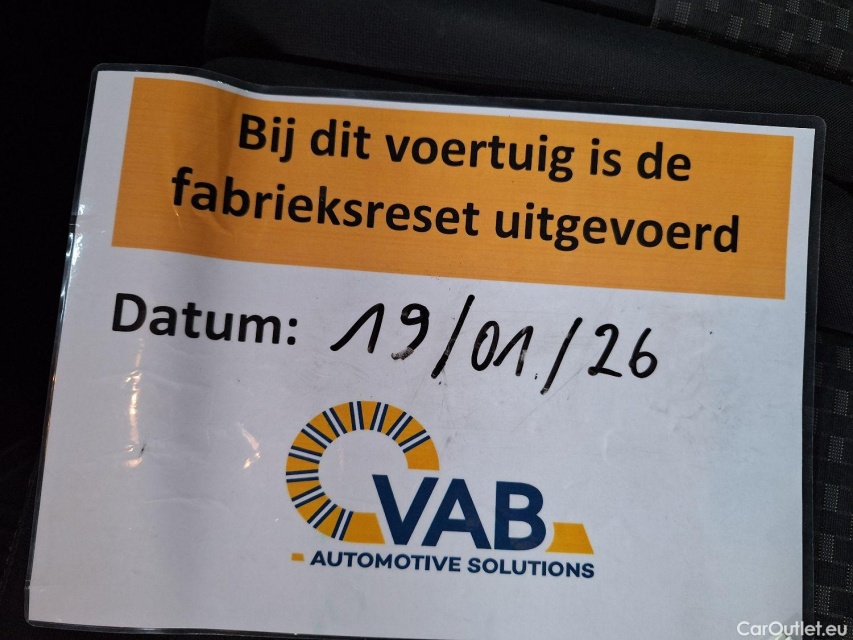 Bij dit voertuig is de
fabrieksreset uitgevoerd
Datum: 19/01/26
VAB
AUTOMOTIVE SOLUTIONS
CarOutlet.eu